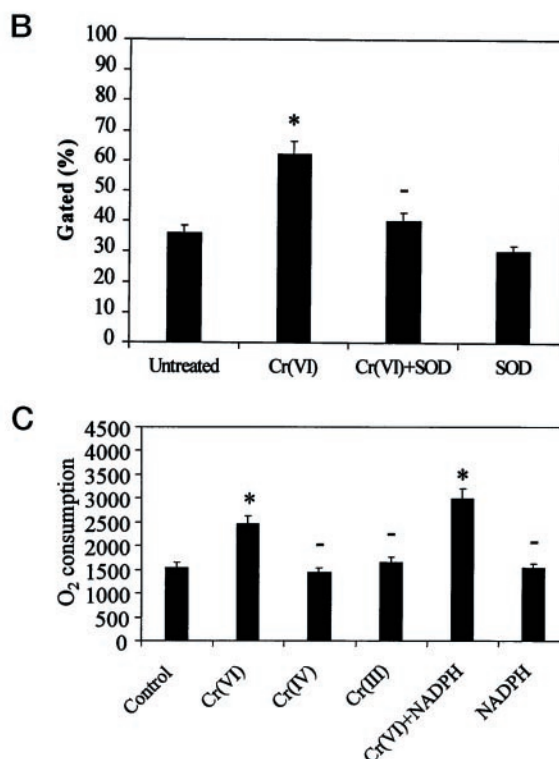 B
Gated (%)
100
90
80
70
60
50
40
30
20
10
0
*
-
Untreated
Cr(VI)
Cr(VI)+SOD
SOD
C
O₂ consumption
4500
4000
3500
3000
2500
2000
1500
1000
500
0
*
-
-
*
-
Control
Cr(VI)
Cr(IV)
Cr(III)
Cr(VI)+NADPH
NADPH